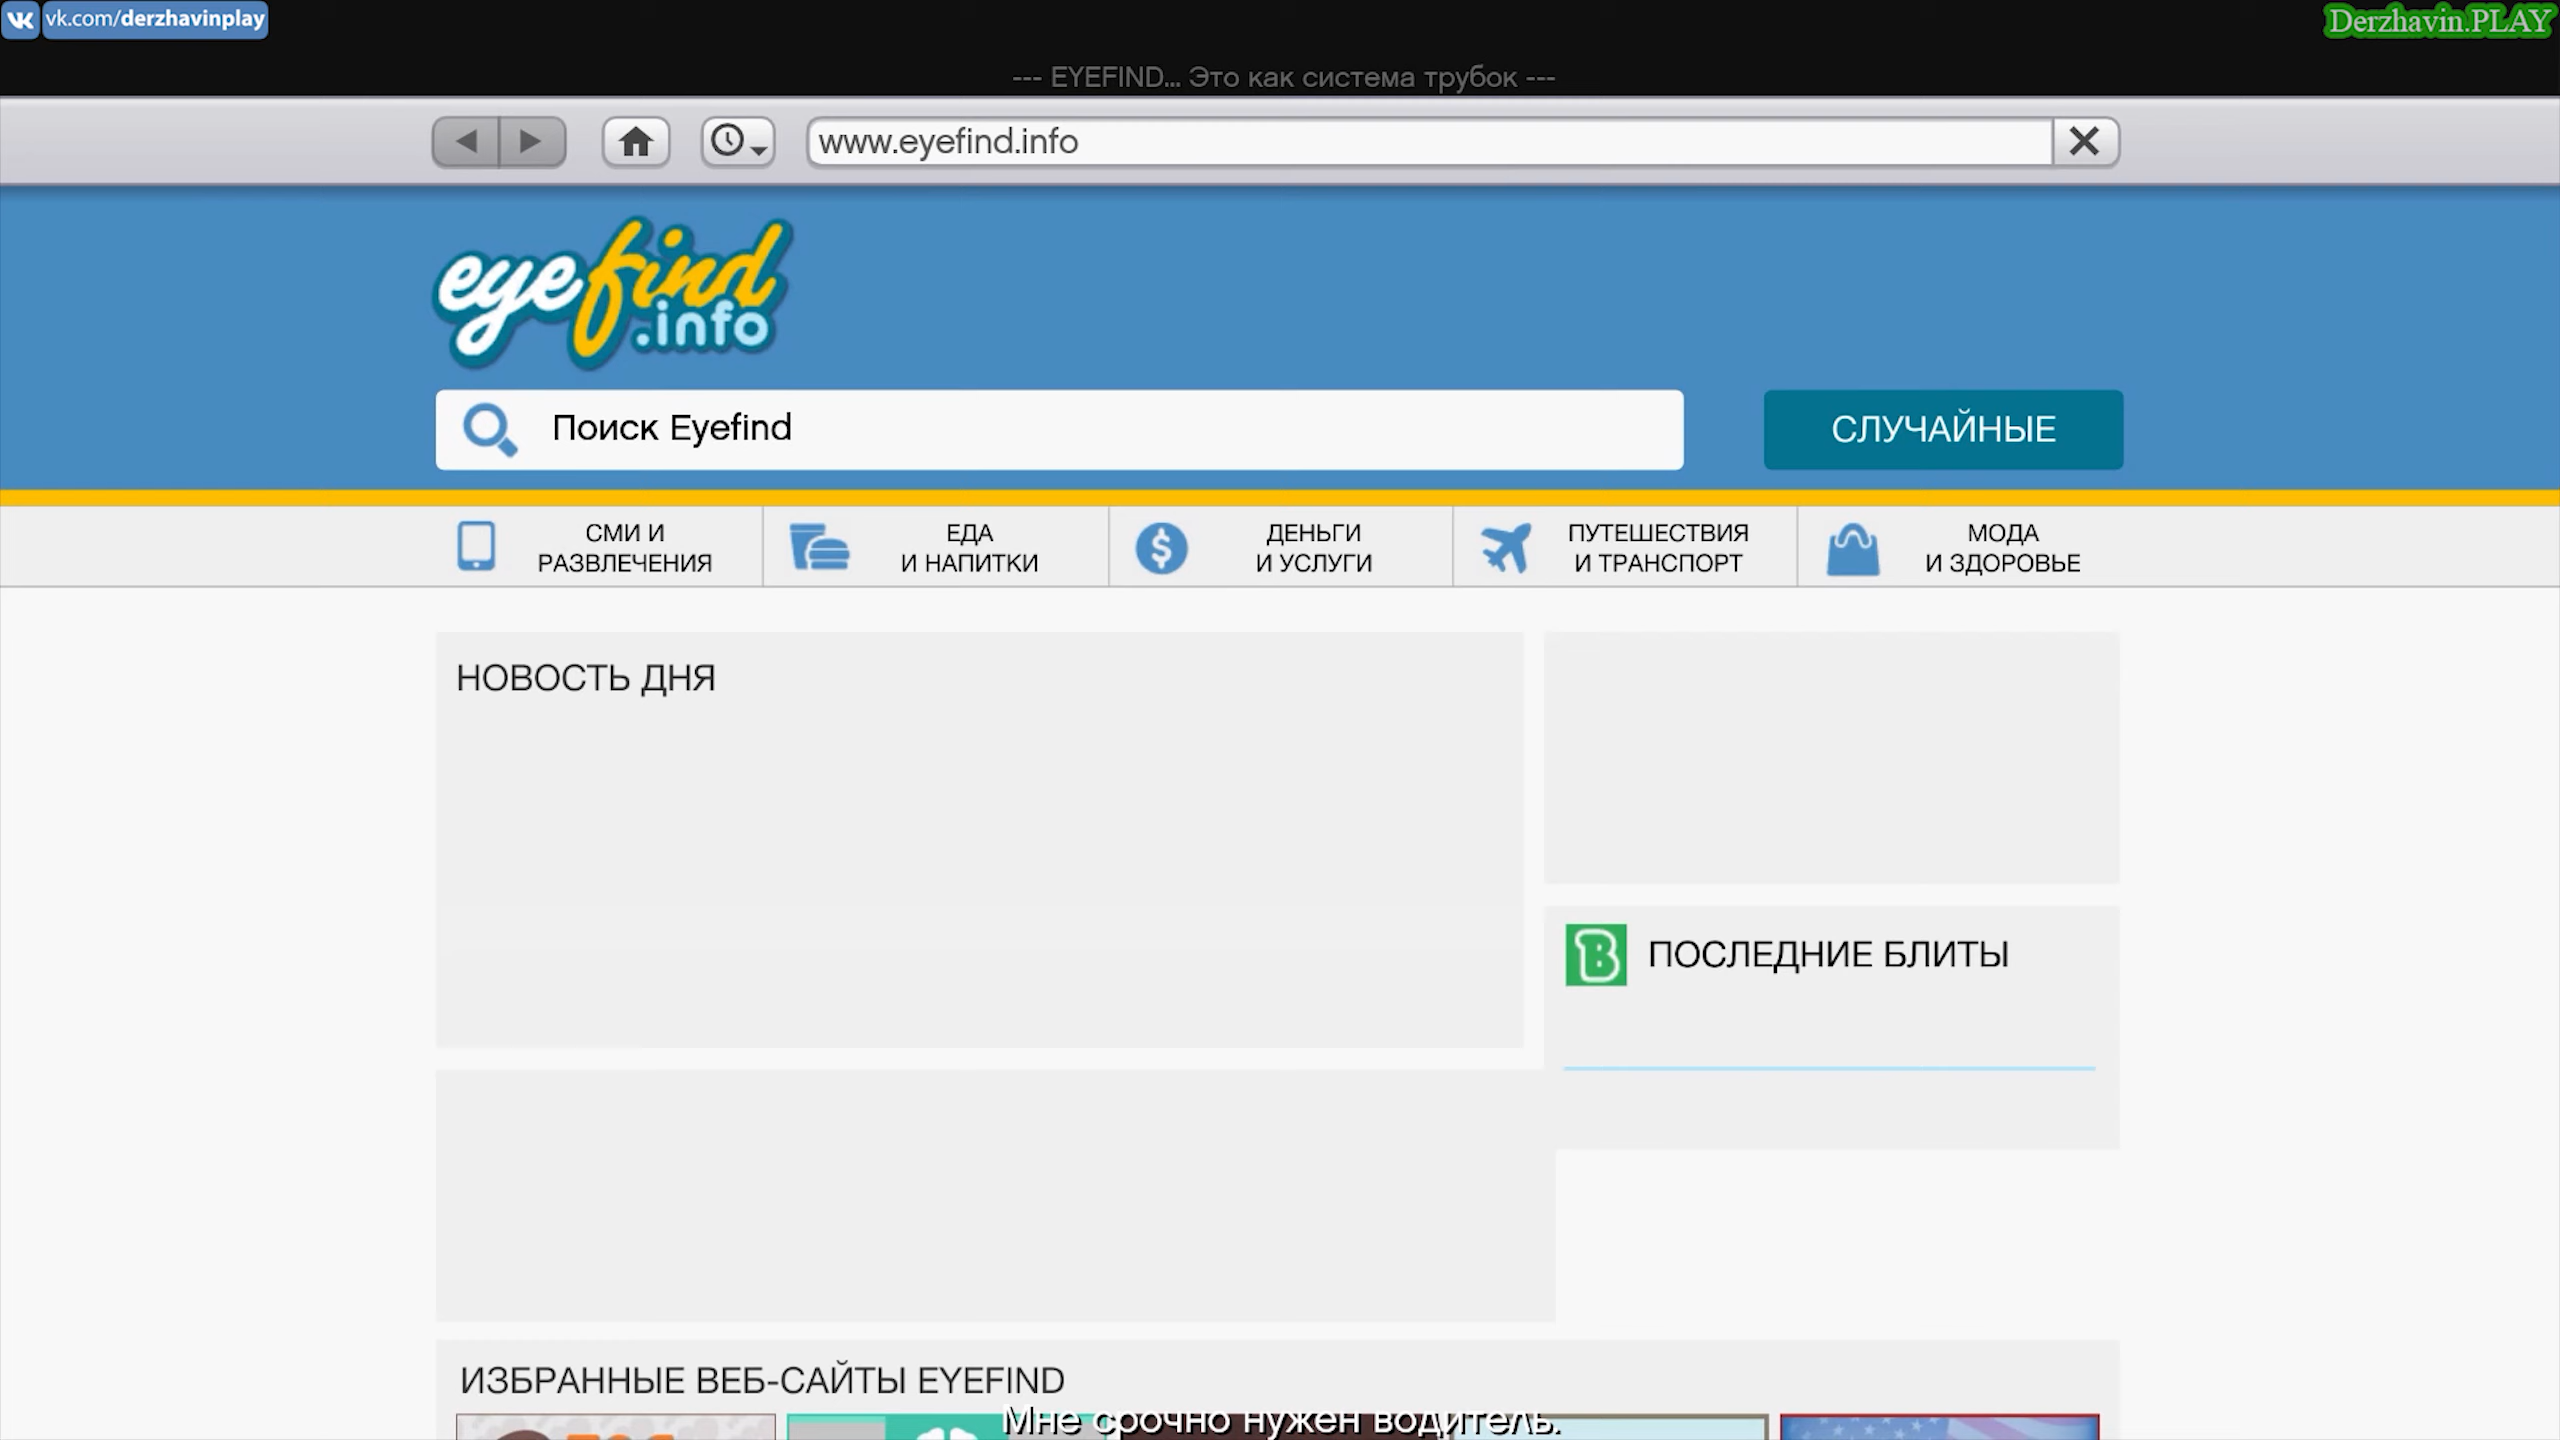 vk.com/derzhavinplay
Derzhavin.PLAY
--- EYEFIND... Это как система трубок ---
www.eyefind.info
eyefind
.info
Поиск Eyefind
СЛУЧАЙНЫЕ
СМИ И
РАЗВЛЕЧЕНИЯ
ЕДА
И НАПИТКИ
ДЕНЬГИ
И УСЛУГИ
ПУТЕШЕСТВИЯ
И ТРАНСПОРТ
МОДА
И ЗДОРОВЬЕ
НОВОСТЬ ДНЯ
B
ПОСЛЕДНИЕ БЛИТЫ
ИЗБРАННЫЕ ВЕБ-САЙТЫ EYEFIND
Мне срочно нужен водитель.